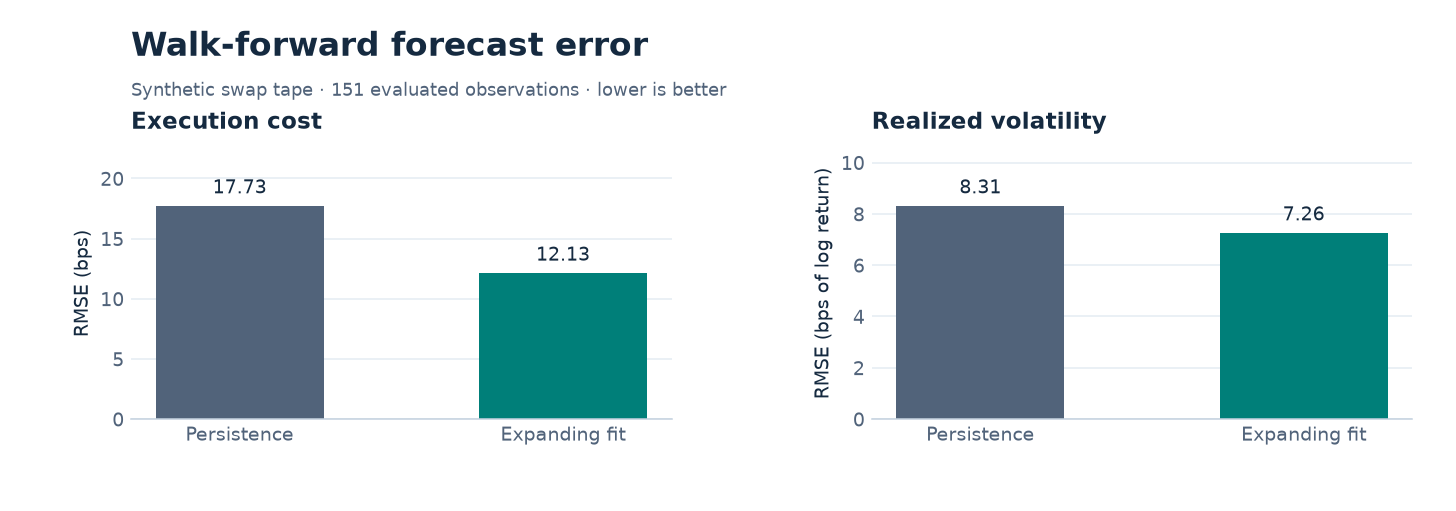 Walk-forward forecast error
Synthetic swap tape · 151 evaluated observations · lower is better
Execution cost
RMSE (bps)
20
15
10
5
0
17.73
12.13
Persistence
Expanding fit
Realized volatility
RMSE (bps of log return)
10
8
6
4
2
0
8.31
7.26
Persistence
Expanding fit